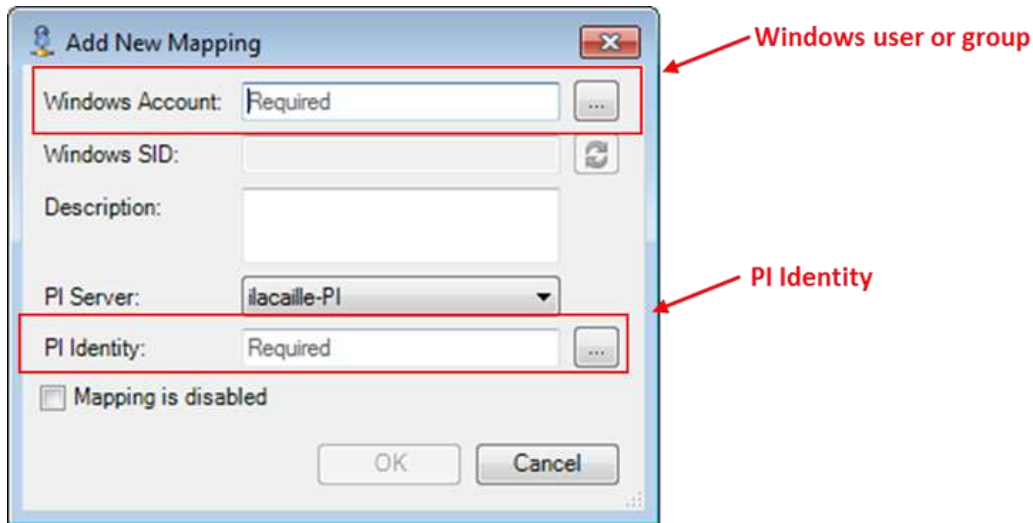 Add New Mapping
Windows user or group
Windows Account: Required ...
Windows SID:
Description:
PI Identity
PI Server: ilacaille-PI
PI Identity: Required ...
Mapping is disabled
OK Cancel